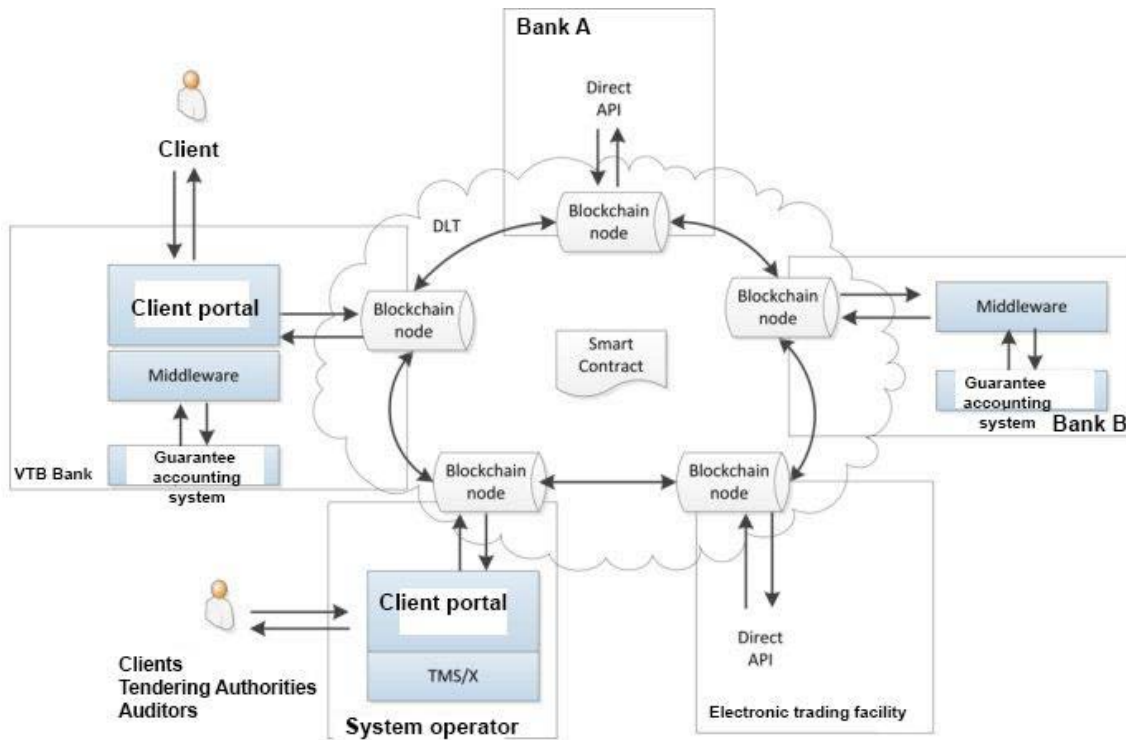 Bank A
Direct
API
Client
Blockchain
node
DLT
Client portal
Blockchain
node
Blockchain
node
Middleware
Smart
Contract
Middleware
Guarantee
accounting
system
Bank B
VTB Bank
Guarantee
accounting
system
Blockchain
node
Blockchain
node
Client portal
TMS/X
Direct
API
Clients
Tendering Authorities
Auditors
System operator
Electronic trading facility